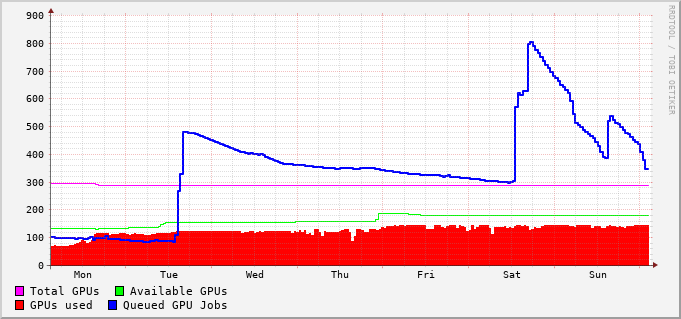 900
800
700
600
500
400
300
200
100
0
Mon Tue Wed Thu Fri Sat Sun
Total GPUs Available GPUs
GPUs used Queued GPU Jobs
RRDTOOL / TOBI OETIKER